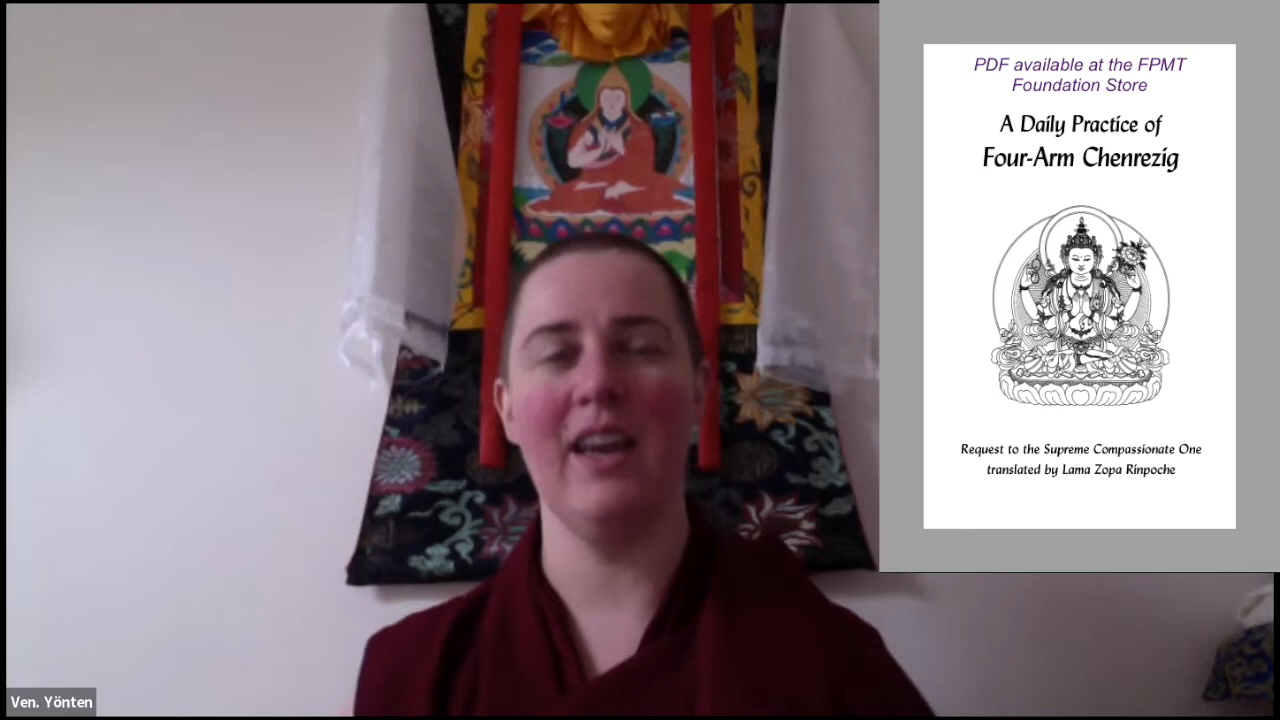 PDF available at the FPMT
Foundation Store
A Daily Practice of
Four-Arm Chenrezig
Request to the Supreme Compassionate One
translated by Lama Zopa Rinpoche
Ven. Yönten